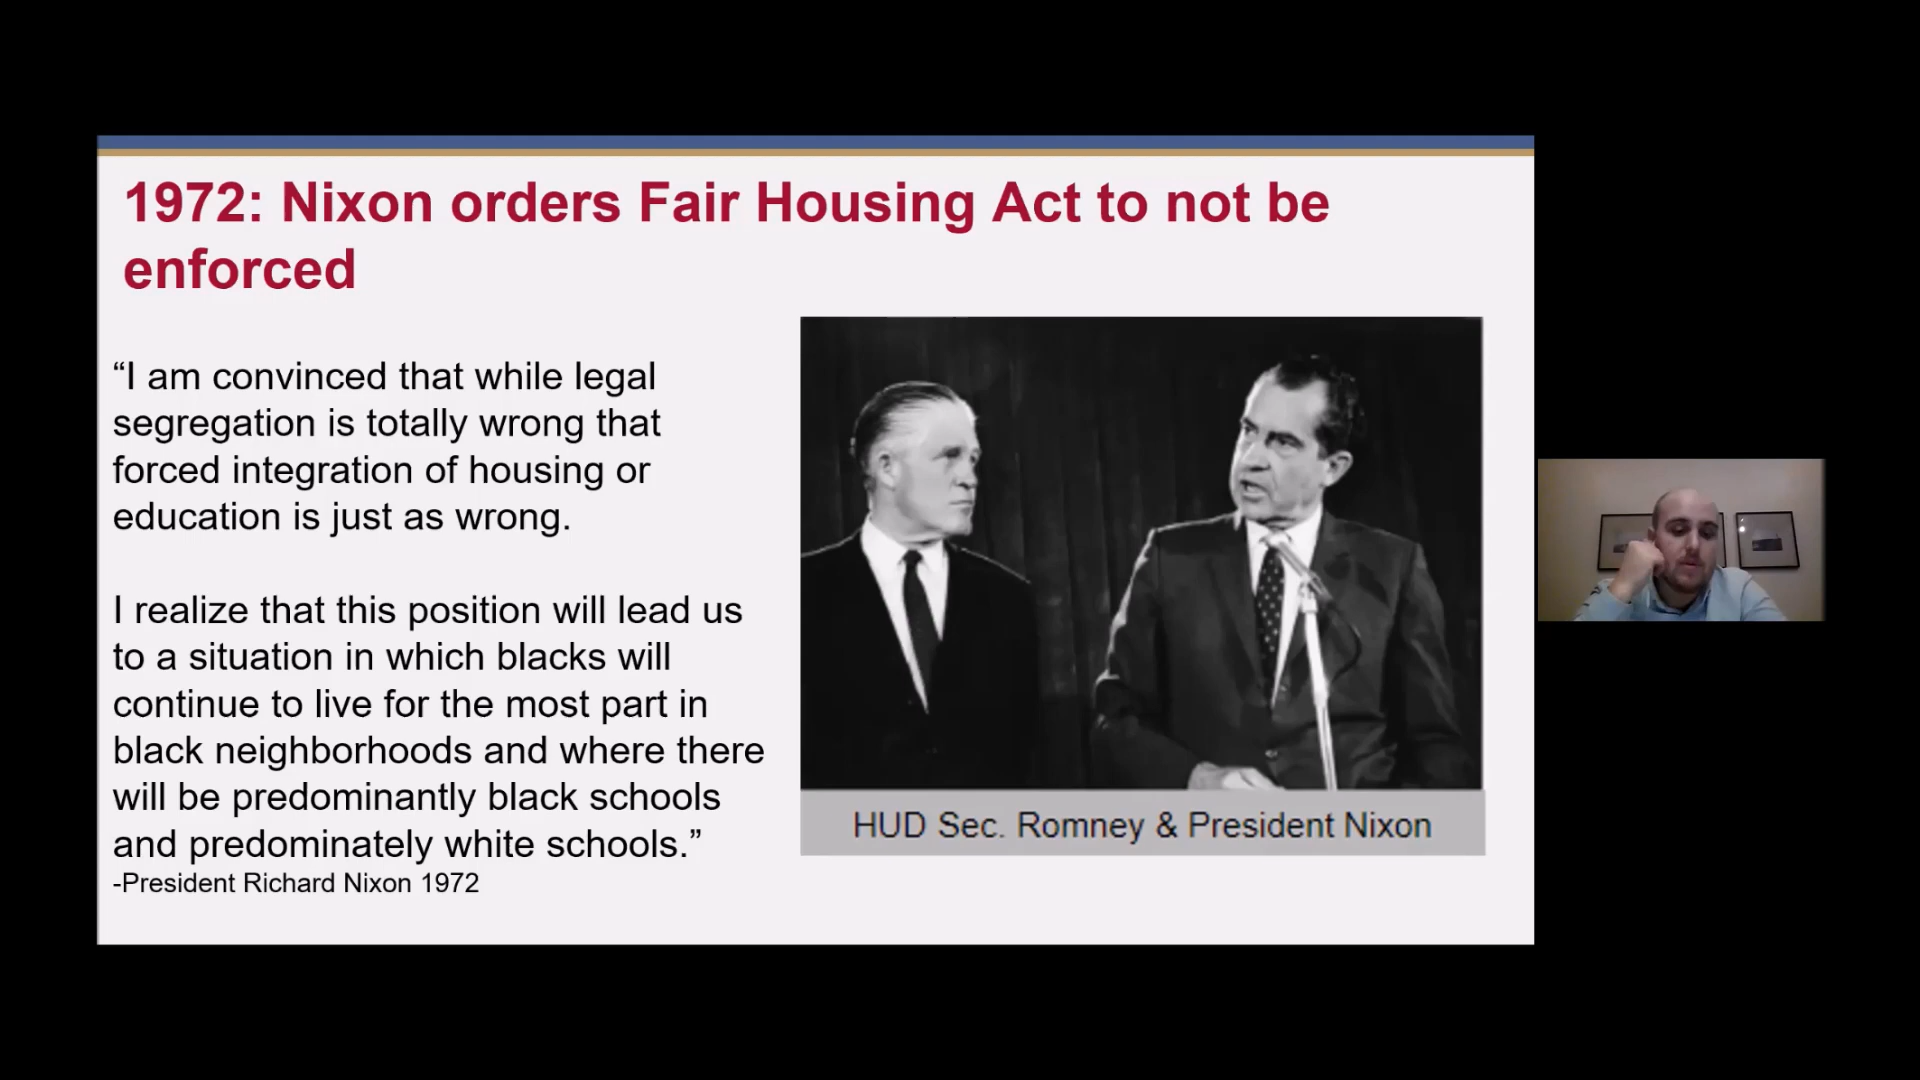 1972: Nixon orders Fair Housing Act to not be
enforced
“I am convinced that while legal
segregation is totally wrong that
forced integration of housing or
education is just as wrong.
I realize that this position will lead us
to a situation in which blacks will
continue to live for the most part in
black neighborhoods and where there
will be predominantly black schools
and predominately white schools.”
-President Richard Nixon 1972
HUD Sec. Romney & President Nixon